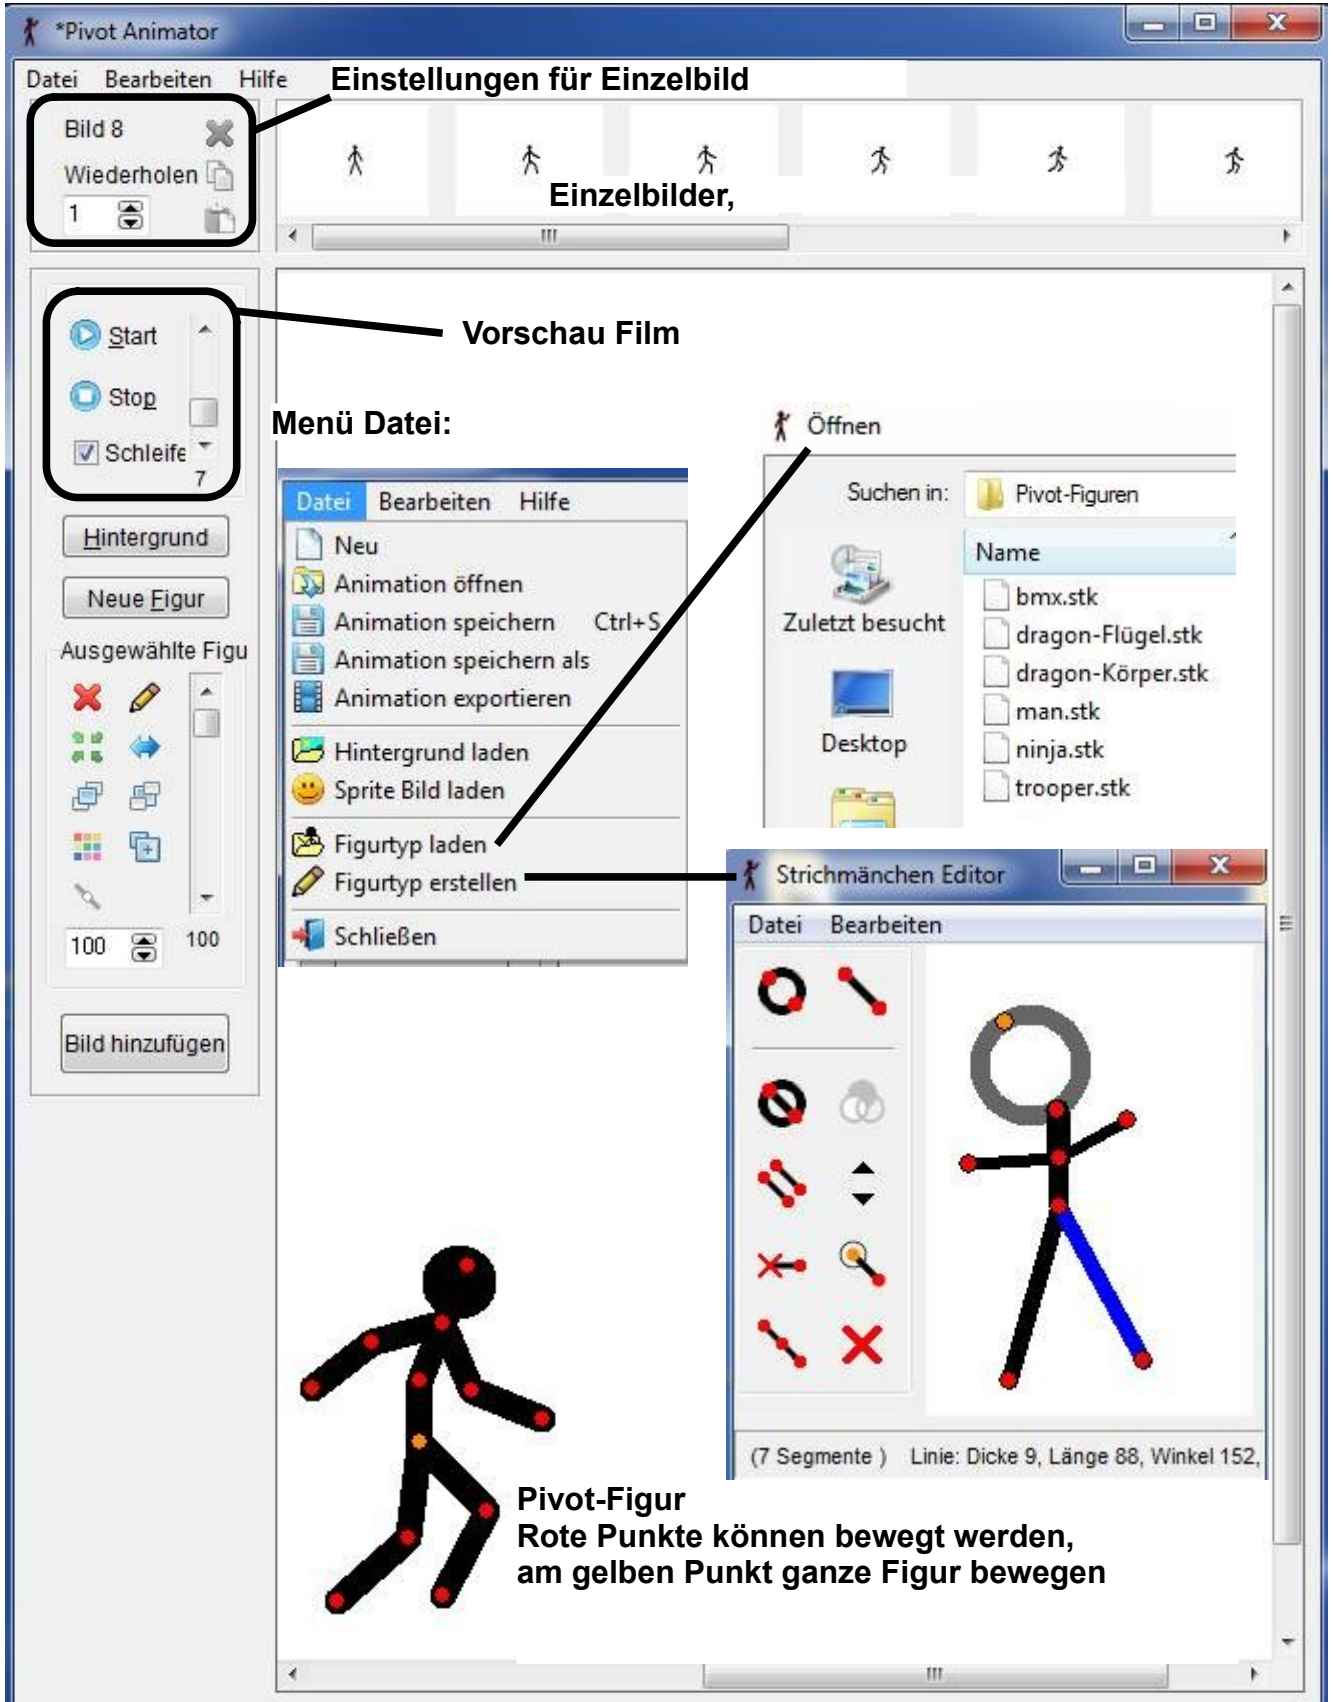 *Pivot Animator
Datei Bearbeiten Hilfe
Einstellungen für Einzelbild
Bild 8
Wiederholen
1
Einzelbilder,
Start
Stop
Schleife
7
Vorschau Film
Hintergrund
Neue Figur
Ausgewählte Figu
100
100
Bild hinzufügen
Menü Datei:
Datei Bearbeiten Hilfe
Neu
Animation öffnen
Animation speichern Ctrl+S
Animation speichern als
Animation exportieren
Hintergrund laden
Sprite Bild laden
Figurtyp laden
Figurtyp erstellen
Schließen
Öffnen
Suchen in: Pivot-Figuren
Zuletzt besucht
Desktop
Name
bmx.stk
dragon-Flügel.stk
dragon-Körper.stk
man.stk
ninja.stk
trooper.stk
Strichmänchen Editor
Datei Bearbeiten
(7 Segmente ) Linie: Dicke 9, Länge 88, Winkel 152,
Pivot-Figur
Rote Punkte können bewegt werden,
am gelben Punkt ganze Figur bewegen